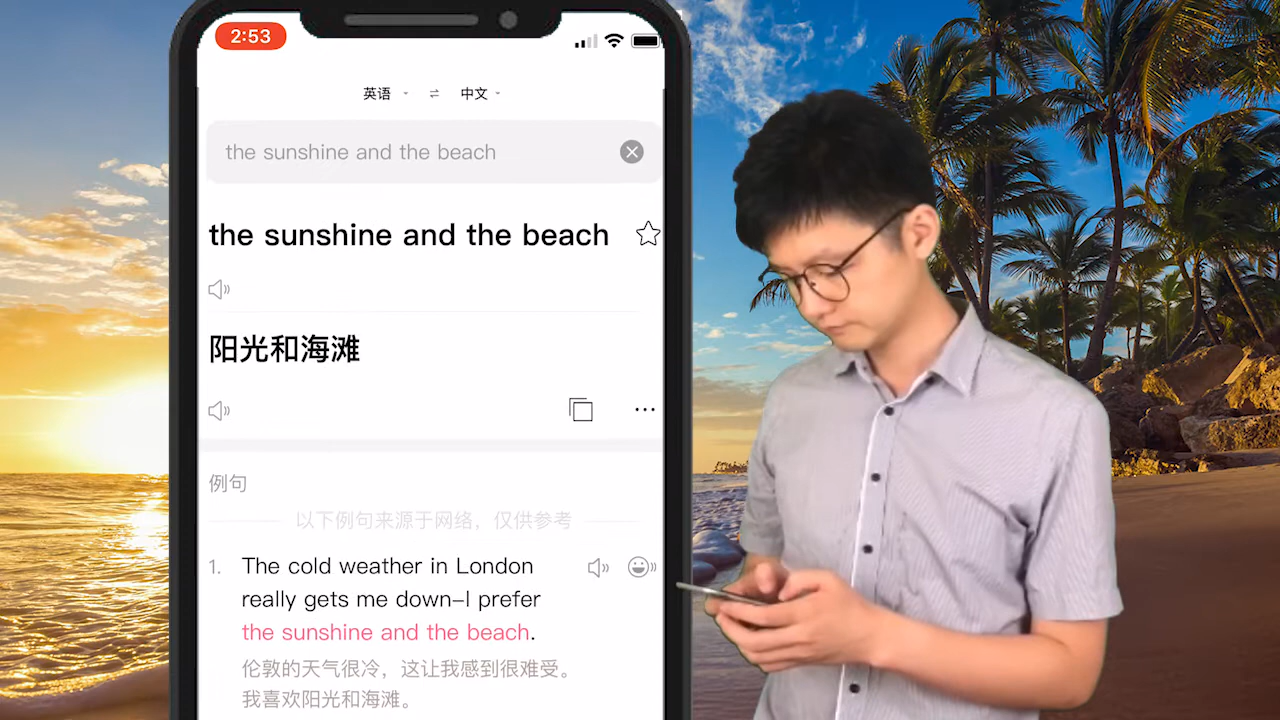 2:53
英语 中文
the sunshine and the beach
the sunshine and the beach
阳光和海滩
例句
以下例句来源于网络，仅供参考
1. The cold weather in London
really gets me down–I prefer
the sunshine and the beach.
伦敦的天气很冷，这让我感到很难受。
我喜欢阳光和海滩。